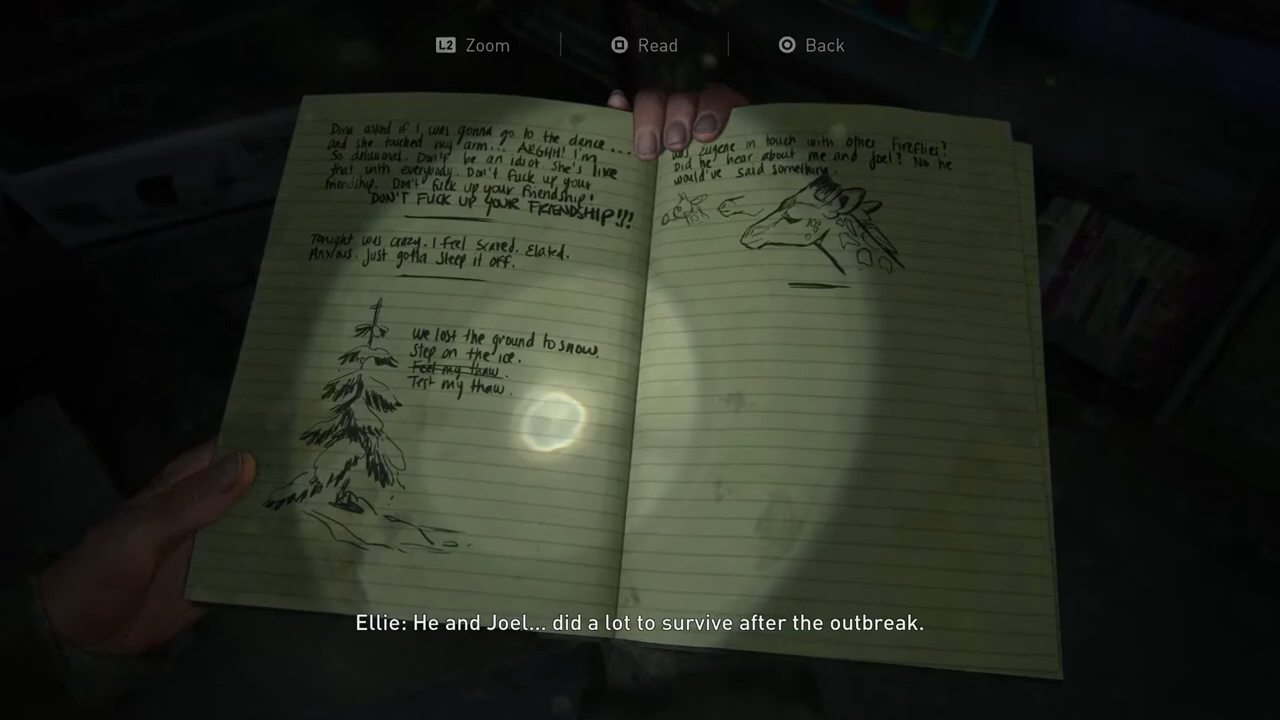 L2 Zoom
Read
Back
Dina asked if I was gonna go to the dance...
and she touched my arm... ARGHH! I'm
so delusional. Don't be an idiot. She's like
that with everybody. Don't fuck up your
friendship. Don't fuck up your friendship!
DON'T FUCK UP YOUR FRIENDSHIP!!!
Tonight was crazy. I feel scared. Elated.
Anxious. Just gotta sleep it off.
We lost the ground to snow.
Step on the ice.
Feel my thaw.
Test my thaw.
Was Eugene in touch with other Fireflies?
Did he hear about me and Joel? No he
would've said something.
Ellie: He and Joel... did a lot to survive after the outbreak.